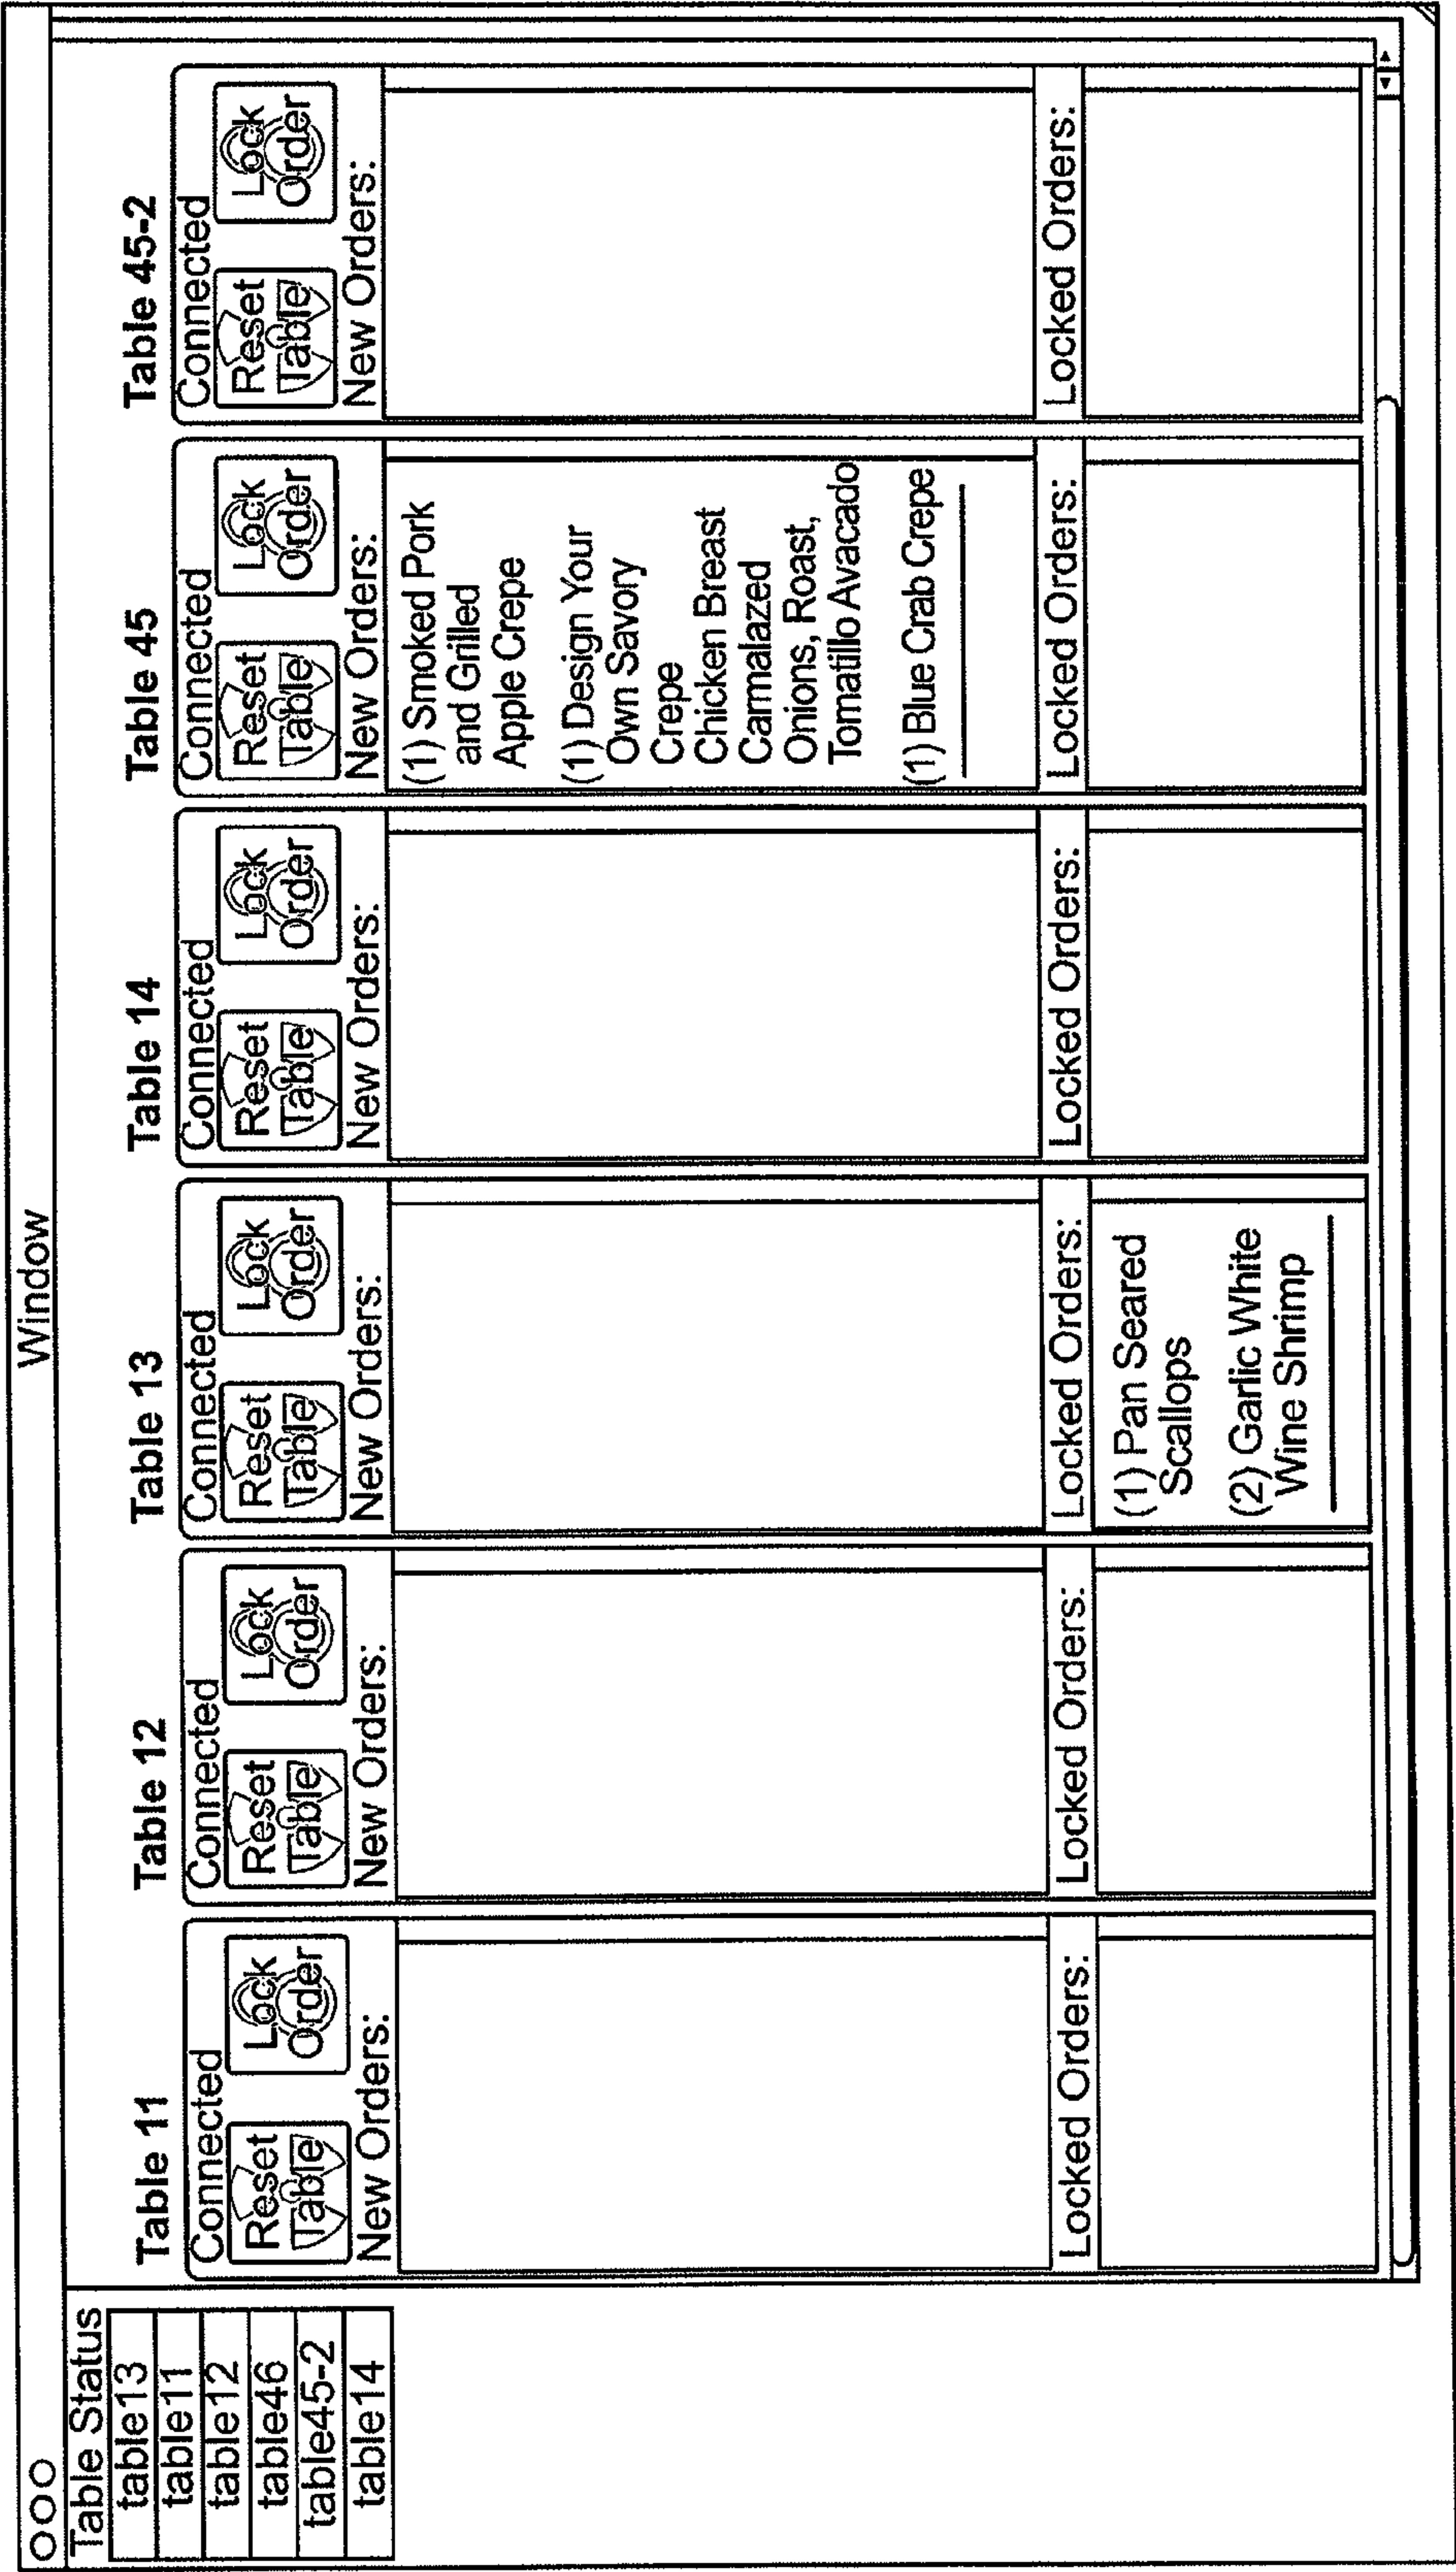 Window
Table Status
table13
table11
table12
table46
table45-2
table14
Table 11
Connected
Reset
Table
Lock
Order
New Orders:
Locked Orders:
Table 12
Connected
Reset
Table
Lock
Order
New Orders:
Locked Orders:
Table 13
Connected
Reset
Table
Lock
Order
New Orders:
Locked Orders:
(1) Pan Seared
Scallops
(2) Garlic White
Wine Shrimp
Table 14
Connected
Reset
Table
Lock
Order
New Orders:
Locked Orders:
Table 45
Connected
Reset
Table
Lock
Order
New Orders:
(1) Smoked Pork
and Grilled
Apple Crepe
(1) Design Your
Own Savory
Crepe
Chicken Breast
Carmalazed
Onions, Roast,
Tomatillo Avacado
(1) Blue Crab Crepe
Locked Orders:
Table 45-2
Connected
Reset
Table
Lock
Order
New Orders:
Locked Orders: